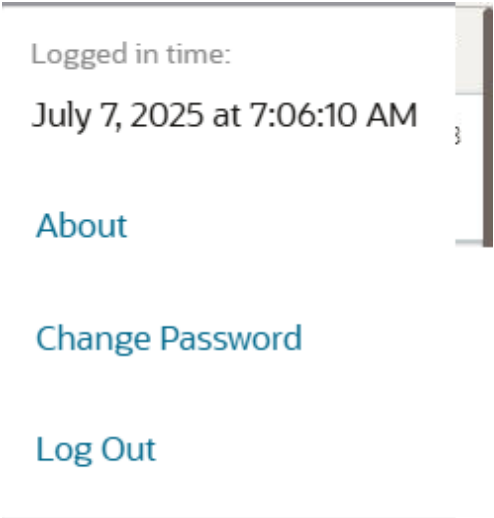 Logged in time:
July 7, 2025 at 7:06:10 AM
About
Change Password
Log Out